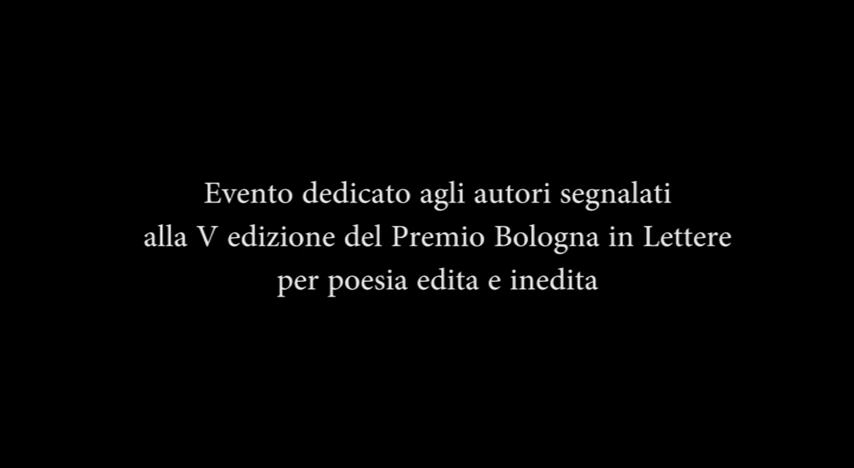 Evento dedicato agli autori segnalati
alla V edizione del Premio Bologna in Lettere
per poesia edita e inedita